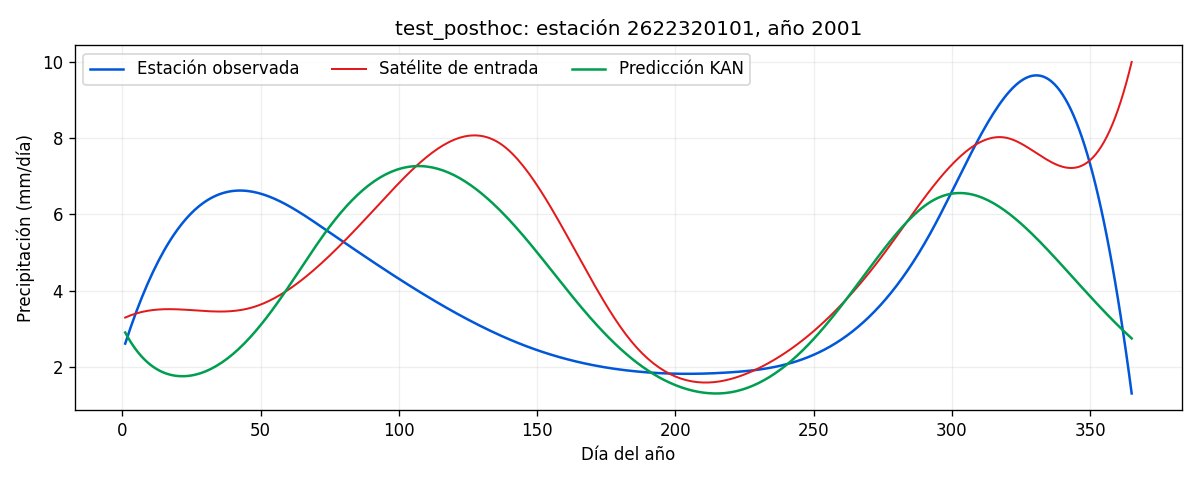 test_posthoc: estación 2622320101, año 2001
Estación observada Satélite de entrada Predicción KAN
Precipitación (mm/día)
10
8
6
4
2
0 50 100 150 200 250 300 350
Día del año